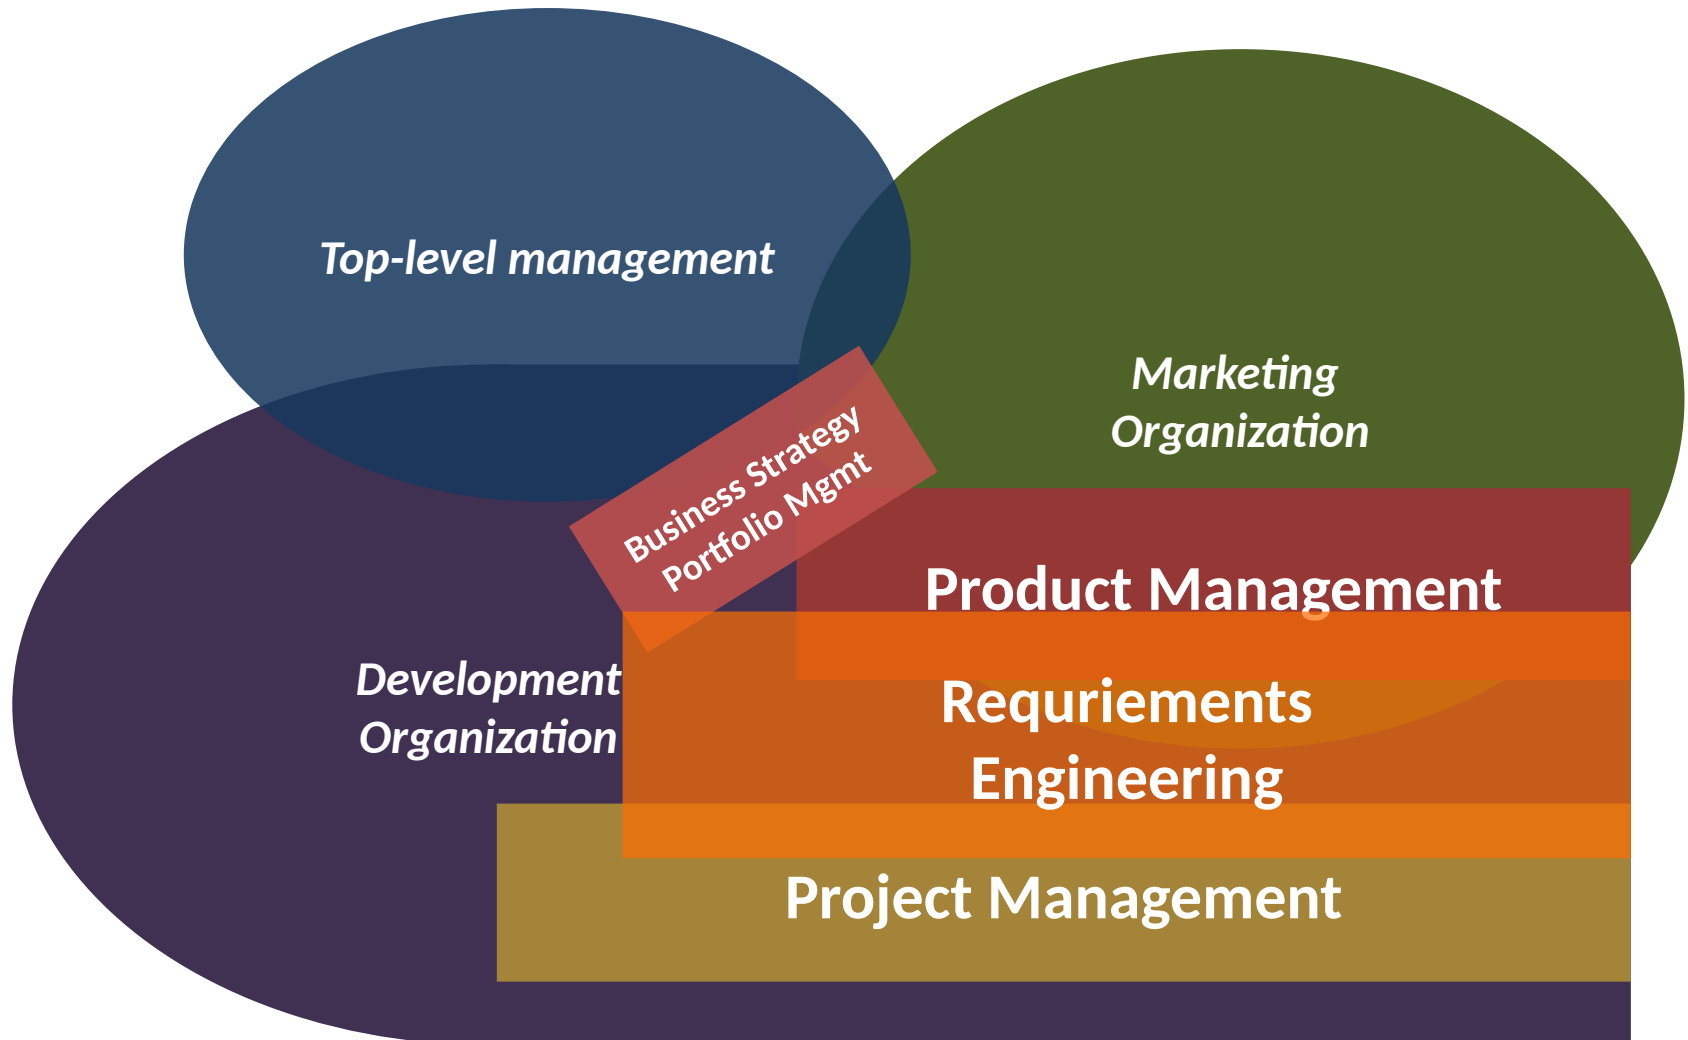 Top-level management
Marketing
Organization
Business Strategy
Portfolio Mgmt
Product Management
Development
Organization
Requriements
Engineering
Project Management